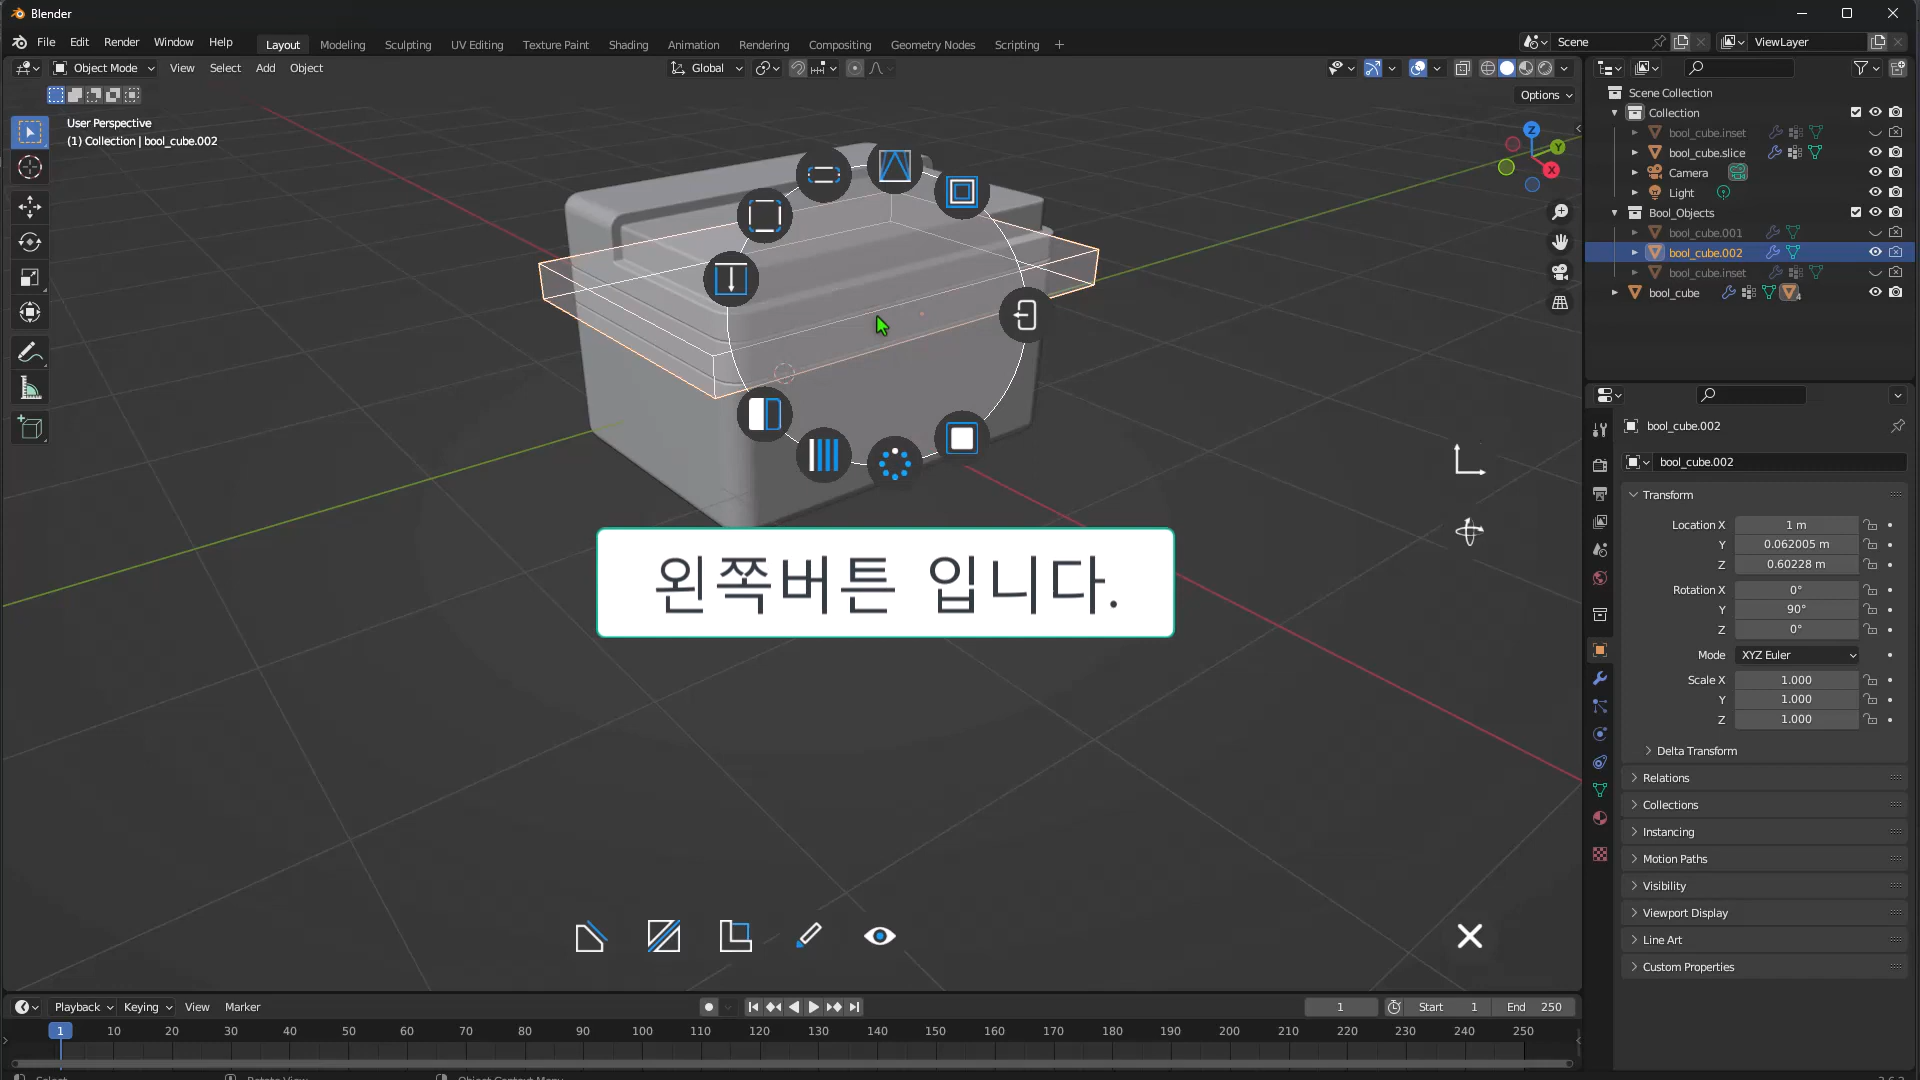 Blender
File Edit Render Window Help
Layout Modeling Sculpting UV Editing Texture Paint Shading Animation Rendering Compositing Geometry Nodes Scripting +
Scene
ViewLayer
Object Mode View Select Add Object
Global
Options
User Perspective
(1) Collection | bool_cube.002
Z
Y
X
Scene Collection
Collection
bool_cube.inset
bool_cube.slice
Camera
Light
Bool_Objects
bool_cube.001
bool_cube.002
bool_cube.inset
bool_cube
4
bool_cube.002
bool_cube.002
Transform
Location X 1 m
Y 0.062005 m
Z 0.60228 m
Rotation X 0°
Y 90°
Z 0°
Mode XYZ Euler
Scale X 1.000
Y 1.000
Z 1.000
Delta Transform
Relations
Collections
Instancing
Motion Paths
Visibility
Viewport Display
Line Art
Custom Properties
왼쪽버튼 입니다.
Playback Keying View Marker
1 Start 1 End 250
1 10 20 30 40 50 60 70 80 90 100 110 120 130 140 150 160 170 180 190 200 210 220 230 240 250
Select Rotate View Object Context Menu